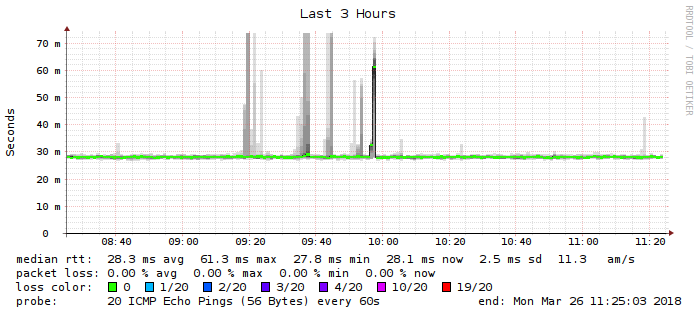 Last 3 Hours
RRDTOOL / TOBI OETIKER
Seconds
70 m
60 m
50 m
40 m
30 m
20 m
10 m
0
08:40 09:00 09:20 09:40 10:00 10:20 10:40 11:00 11:20
median rtt: 28.3 ms avg 61.3 ms max 27.8 ms min 28.1 ms now 2.5 ms sd 11.3 am/s
packet loss: 0.00 % avg 0.00 % max 0.00 % min 0.00 % now
loss color: 0 1/20 2/20 3/20 4/20 10/20 19/20
probe: 20 ICMP Echo Pings (56 Bytes) every 60s end: Mon Mar 26 11:25:03 2018